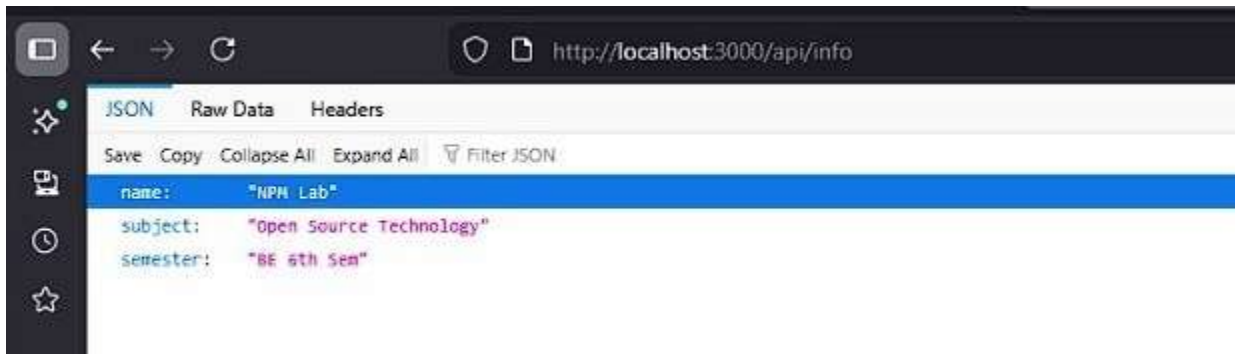 http://localhost:3000/api/info
JSON Raw Data Headers
Save Copy Collapse All Expand All Filter JSON
name: "NPM Lab"
subject: "Open Source Technology"
semester: "BE 6th Sem"